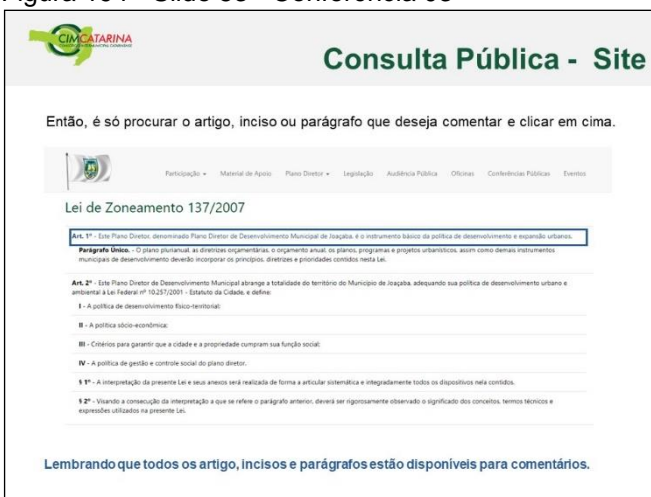 CIMCATARINA
Consulta Pública - Site
Então, é só procurar o artigo, inciso ou parágrafo que deseja comentar e clicar em cima.
Participação Material de Apoio Plano Diretor Legislação Audiência Pública Oficinas Conferências Públicas Eventos
Lei de Zoneamento 137/2007
Art. 1º - Este Plano Diretor, denominado Plano Diretor de Desenvolvimento Municipal de Joaçaba, é o instrumento básico da política de desenvolvimento e expansão urbanos.
Parágrafo Único. - O plano plurianual, as diretrizes orçamentárias, o orçamento anual, os planos, programas e projetos urbanísticos, assim como demais instrumentos
municipais de desenvolvimento deverão incorporar os princípios, diretrizes e prioridades contidos nesta Lei.
Art. 2º - Este Plano Diretor de Desenvolvimento Municipal abrange a totalidade do território do Município de Joaçaba, adequando sua política de desenvolvimento urbano e
ambiental à Lei Federal nº 10.257/2001 - Estatuto da Cidade, e define:
I - A política de desenvolvimento físico-territorial;
II - A política sócio-econômica;
III - Critérios para garantir que a cidade e a propriedade cumpram sua função social;
IV - A política de gestão e controle social do plano diretor.
§ 1º - A interpretação da presente Lei e seus anexos será realizada de forma a articular sistemática e integradamente todos os dispositivos nela contidos.
§ 2º - Visando a consecução da interpretação a que se refere o parágrafo anterior, deverá ser rigorosamente observado o significado dos conceitos, termos técnicos e
expressões utilizados na presente Lei.
Lembrando que todos os artigo, incisos e parágrafos estão disponíveis para comentários.